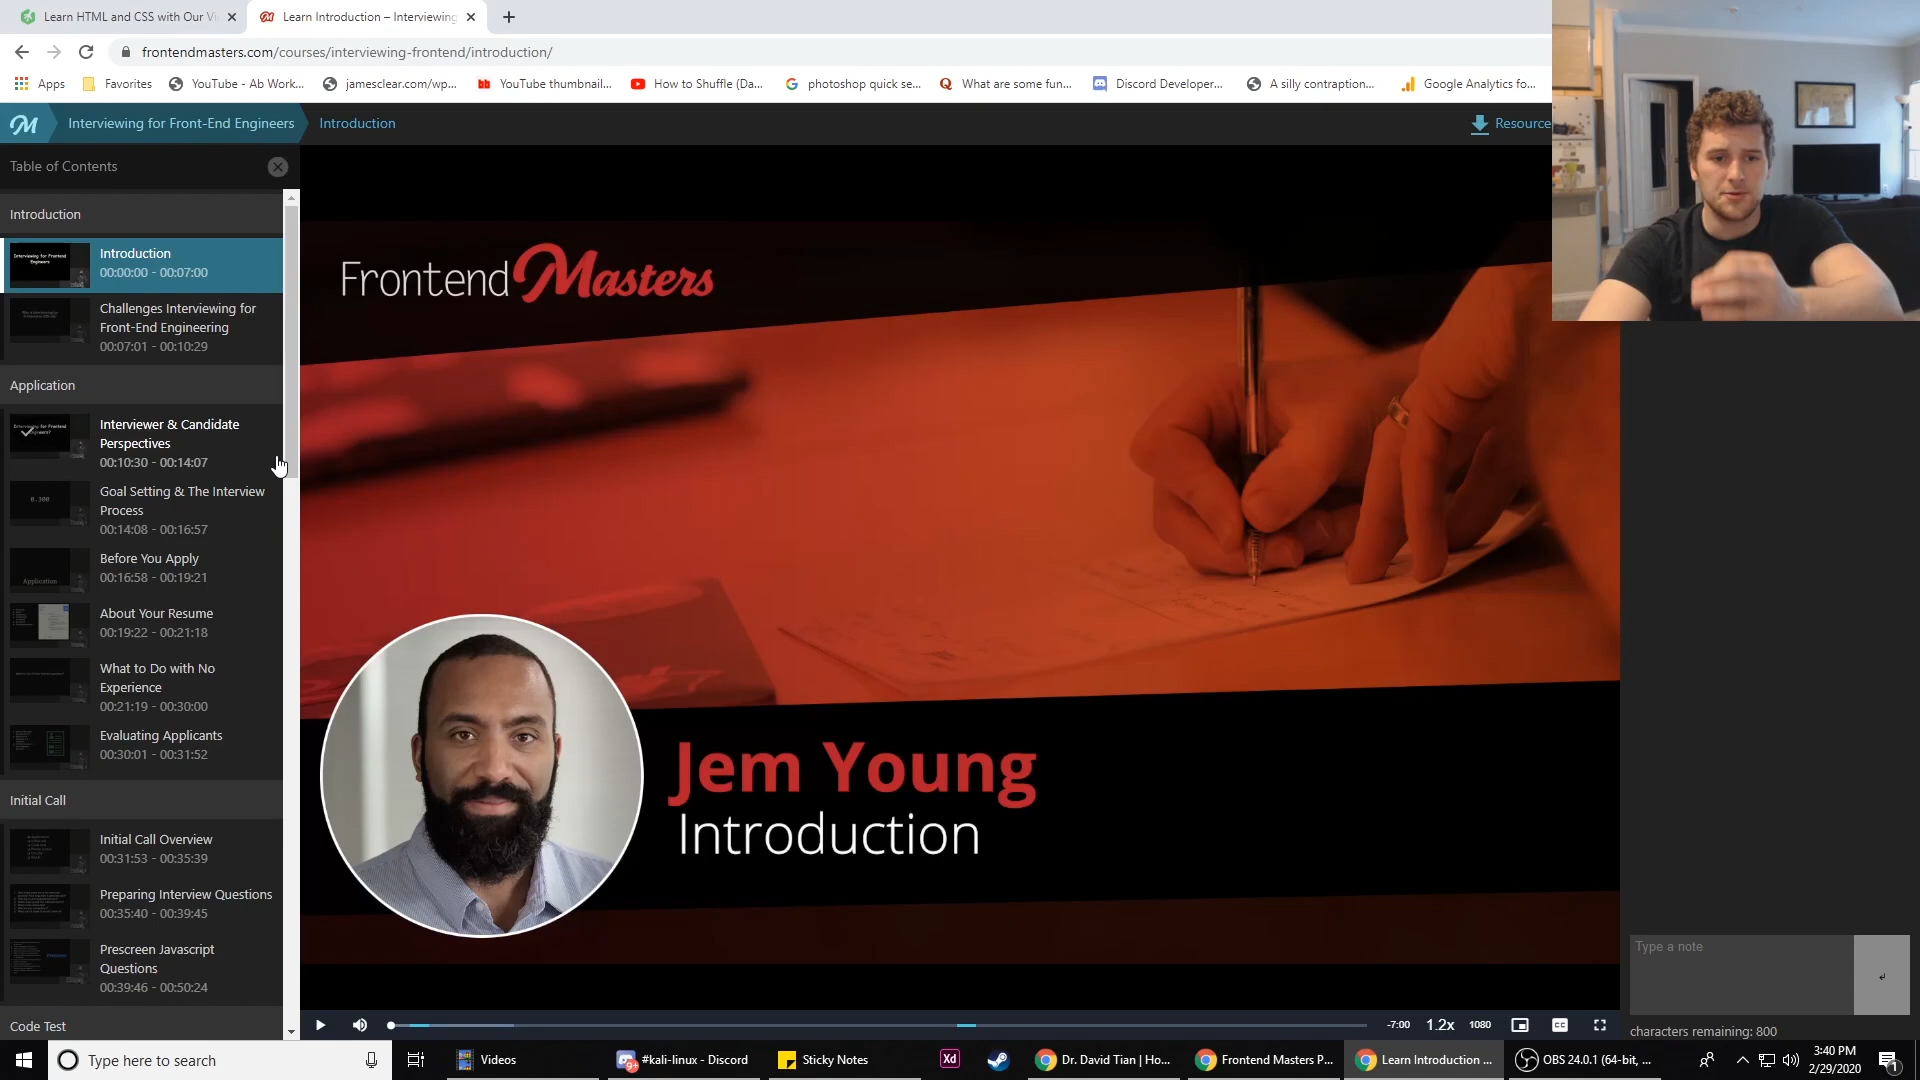 Learn HTML and CSS with Our Vi
Learn Introduction – Interviewing
frontendmasters.com/courses/interviewing-frontend/introduction/
Apps
Favorites
YouTube - Ab Work...
jamesclear.com/wp...
YouTube thumbnail...
How to Shuffle (Da...
photoshop quick se...
What are some fun...
Discord Developer...
A silly contraption...
Google Analytics fo...
Interviewing for Front-End Engineers
Introduction
Resource
Table of Contents
Introduction
Introduction
00:00:00 - 00:07:00
Challenges Interviewing for
Front-End Engineering
00:07:01 - 00:10:29
Application
Interviewer & Candidate
Perspectives
00:10:30 - 00:14:07
Goal Setting & The Interview
Process
00:14:08 - 00:16:57
Before You Apply
00:16:58 - 00:19:21
About Your Resume
00:19:22 - 00:21:18
What to Do with No
Experience
00:21:19 - 00:30:00
Evaluating Applicants
00:30:01 - 00:31:52
Initial Call
Initial Call Overview
00:31:53 - 00:35:39
Preparing Interview Questions
00:35:40 - 00:39:45
Prescreen Javascript
Questions
00:39:46 - 00:50:24
Code Test
Frontend Masters
Jem Young
Introduction
Type a note
characters remaining: 800
-7:00
1.2x
1080
CC
Type here to search
Videos
9+
#kali-linux - Discord
Sticky Notes
Xd
Dr. David Tian | Ho...
Frontend Masters P...
Learn Introduction ...
OBS 24.0.1 (64-bit, ...
3:40 PM
2/29/2020
1